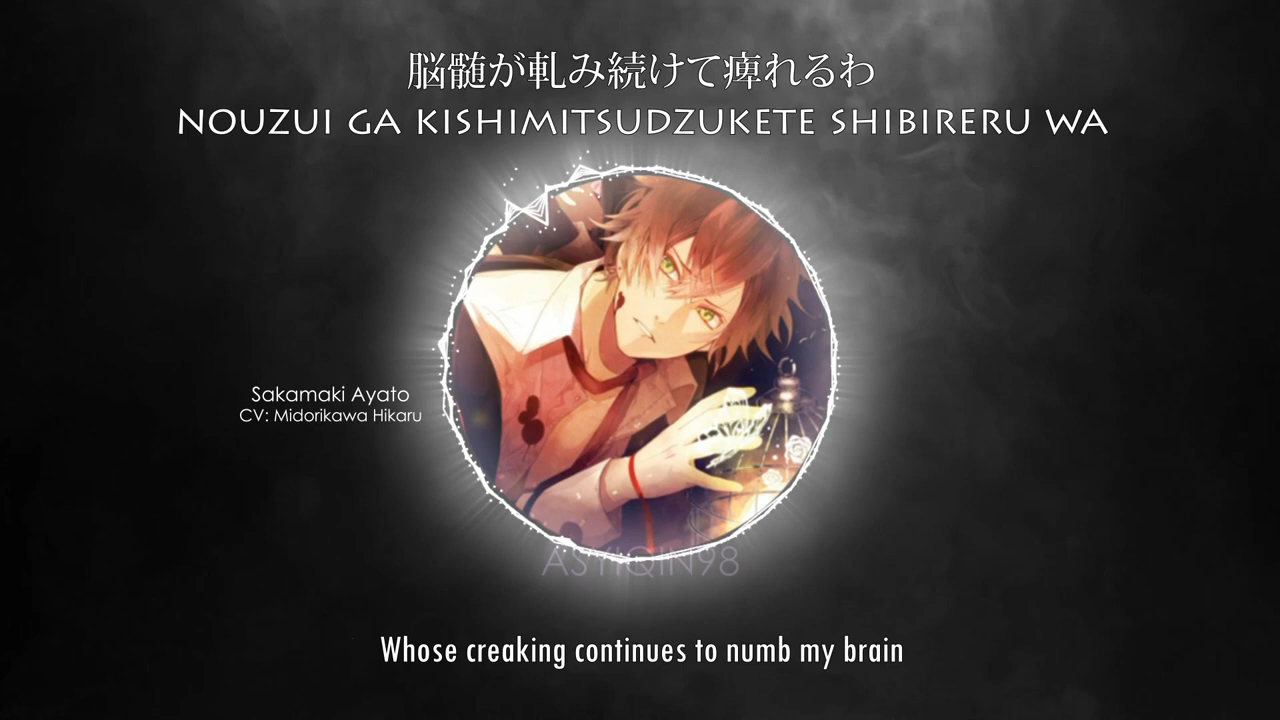 脳髄が軋み続けて痺れるわ
NOUZUI GA KISHIMITSUDZUKETE SHIBIRERU WA
Sakamaki Ayato
CV: Midorikawa Hikaru
ASYIQIN98
Whose creaking continues to numb my brain